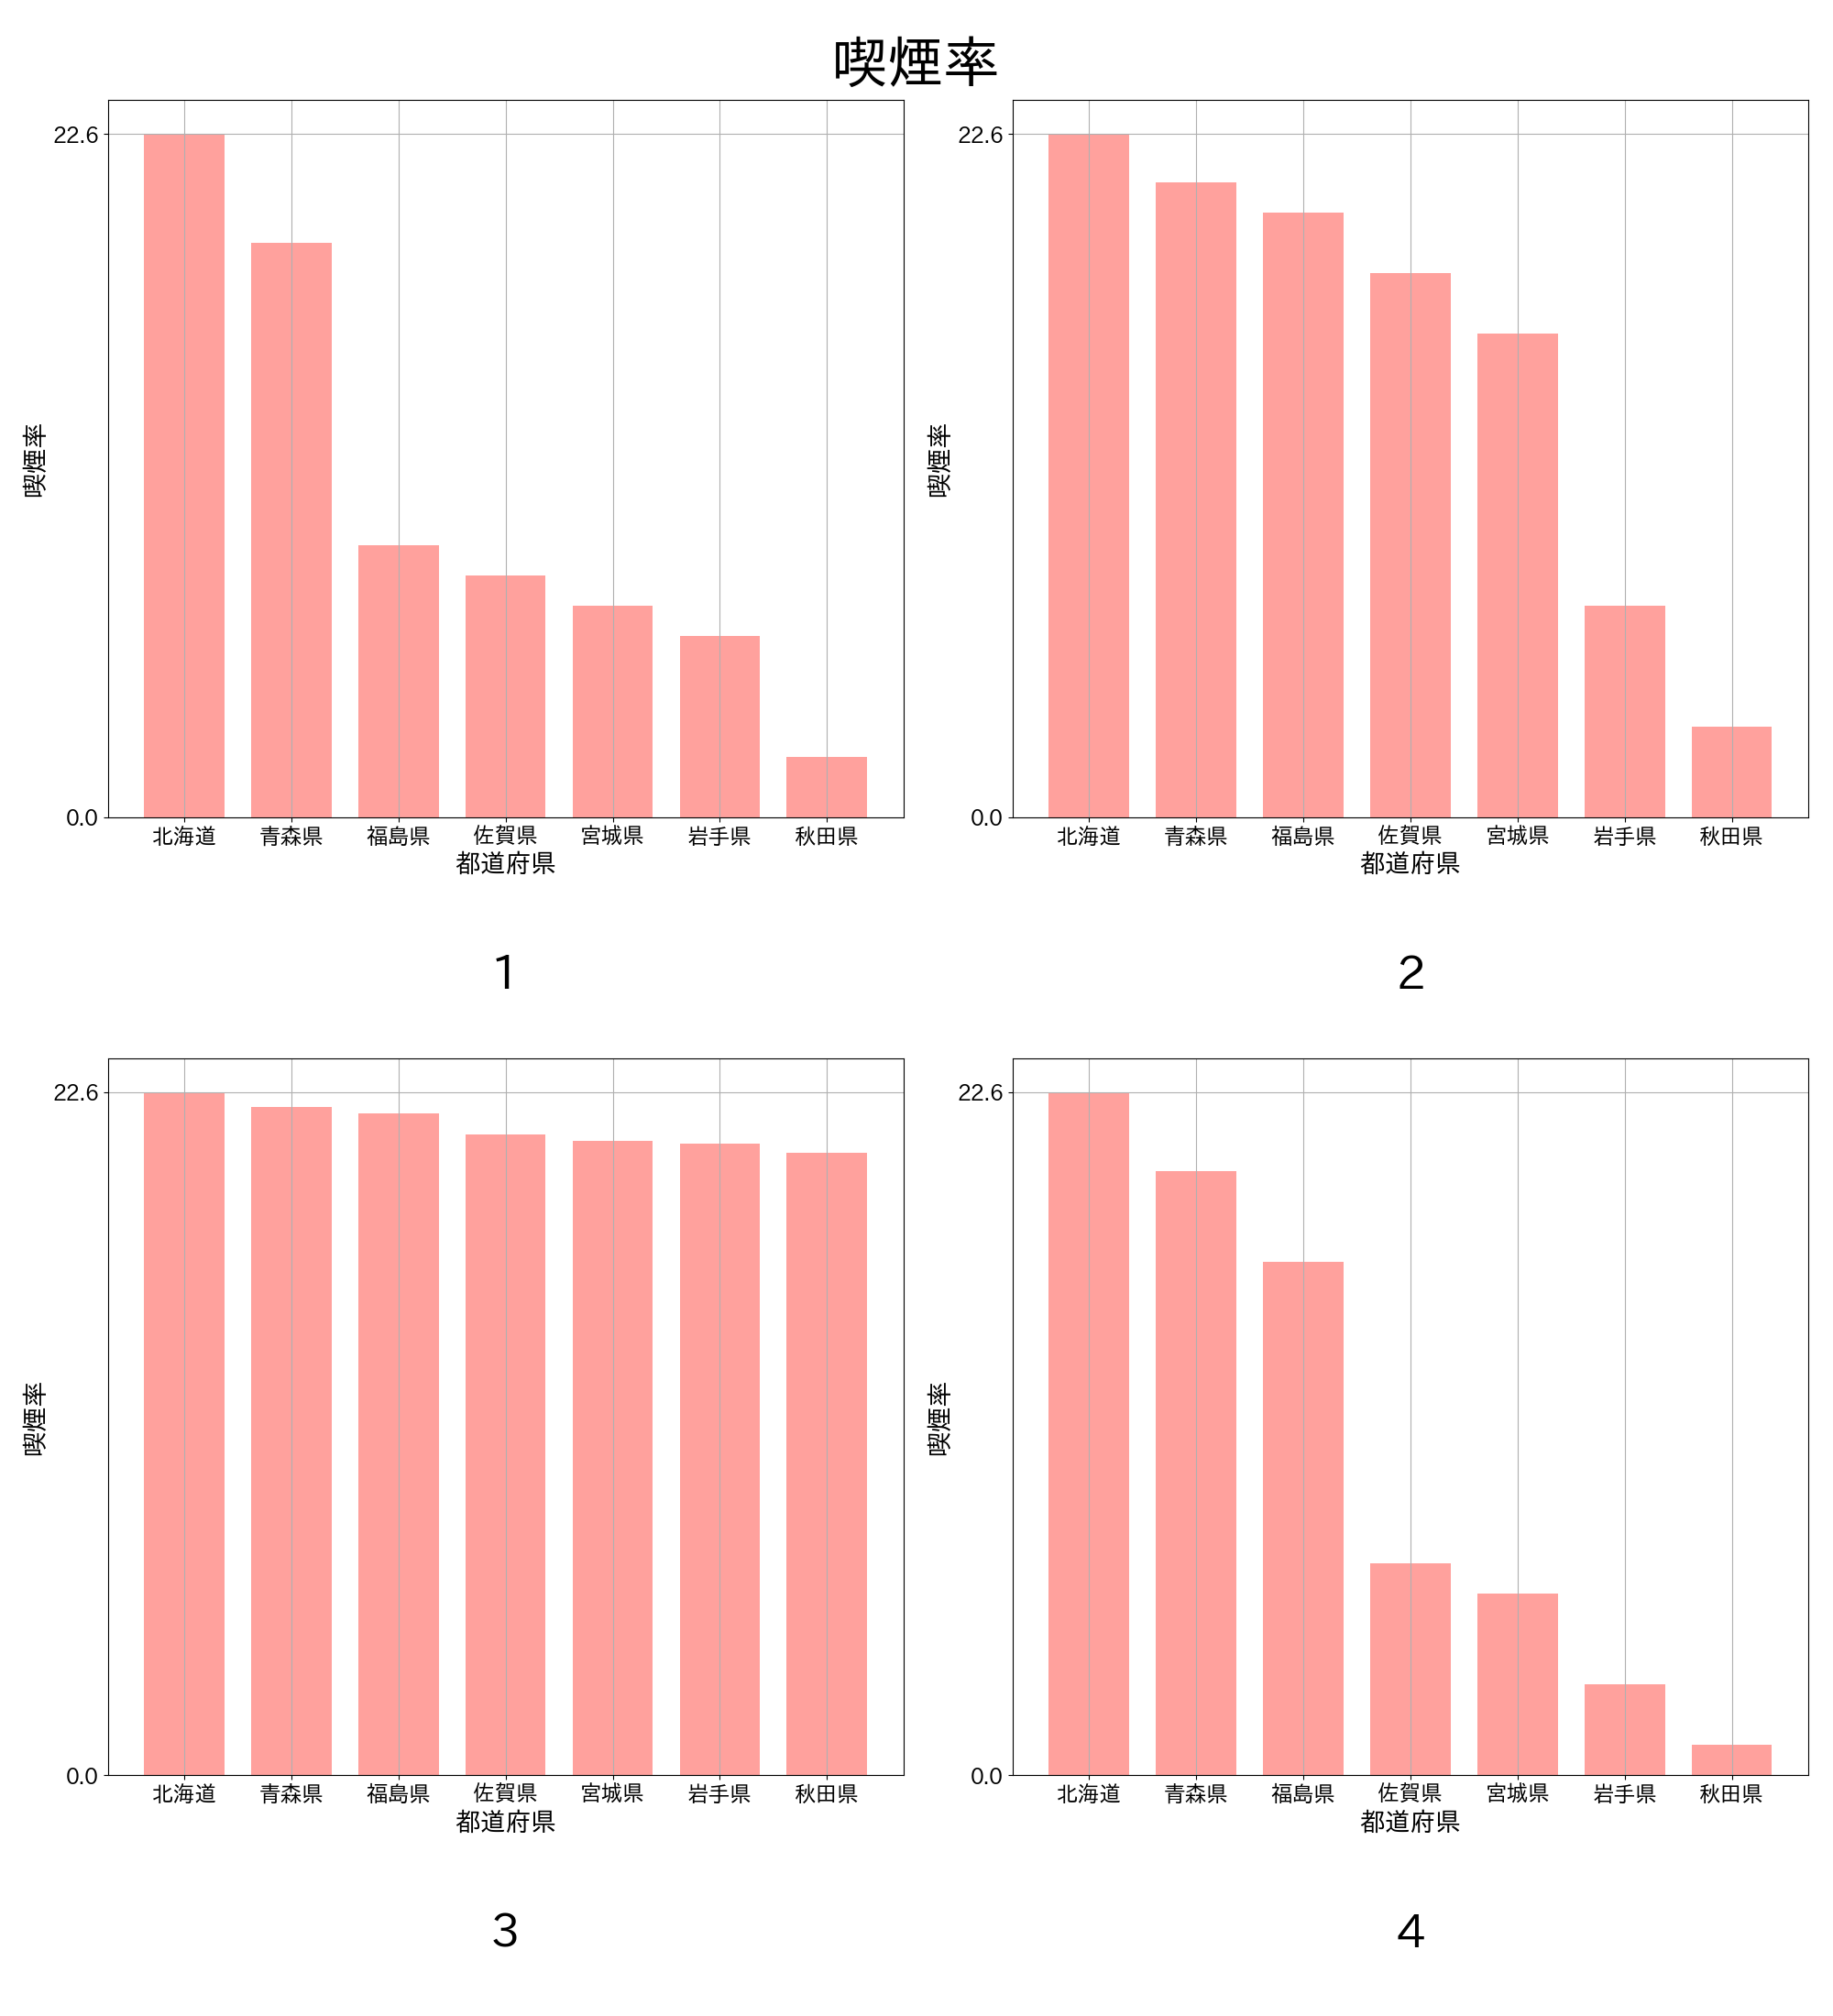 喫煙率
22.6
0.0
喫煙率
北海道 青森県 福島県 佐賀県 宮城県 岩手県 秋田県
都道府県
1
22.6
0.0
喫煙率
北海道 青森県 福島県 佐賀県 宮城県 岩手県 秋田県
都道府県
2
22.6
0.0
喫煙率
北海道 青森県 福島県 佐賀県 宮城県 岩手県 秋田県
都道府県
3
22.6
0.0
喫煙率
北海道 青森県 福島県 佐賀県 宮城県 岩手県 秋田県
都道府県
4